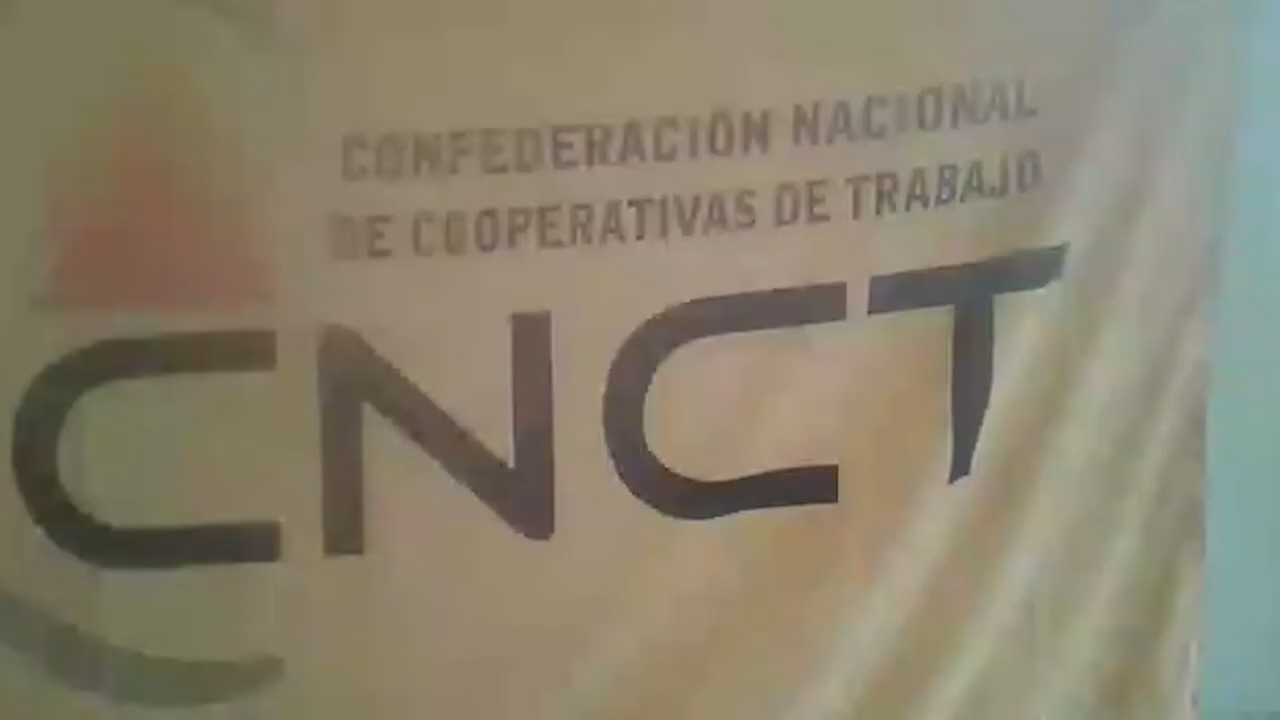 CONFEDERACIÓN NACIONAL
DE COOPERATIVAS DE TRABAJO
CNCT